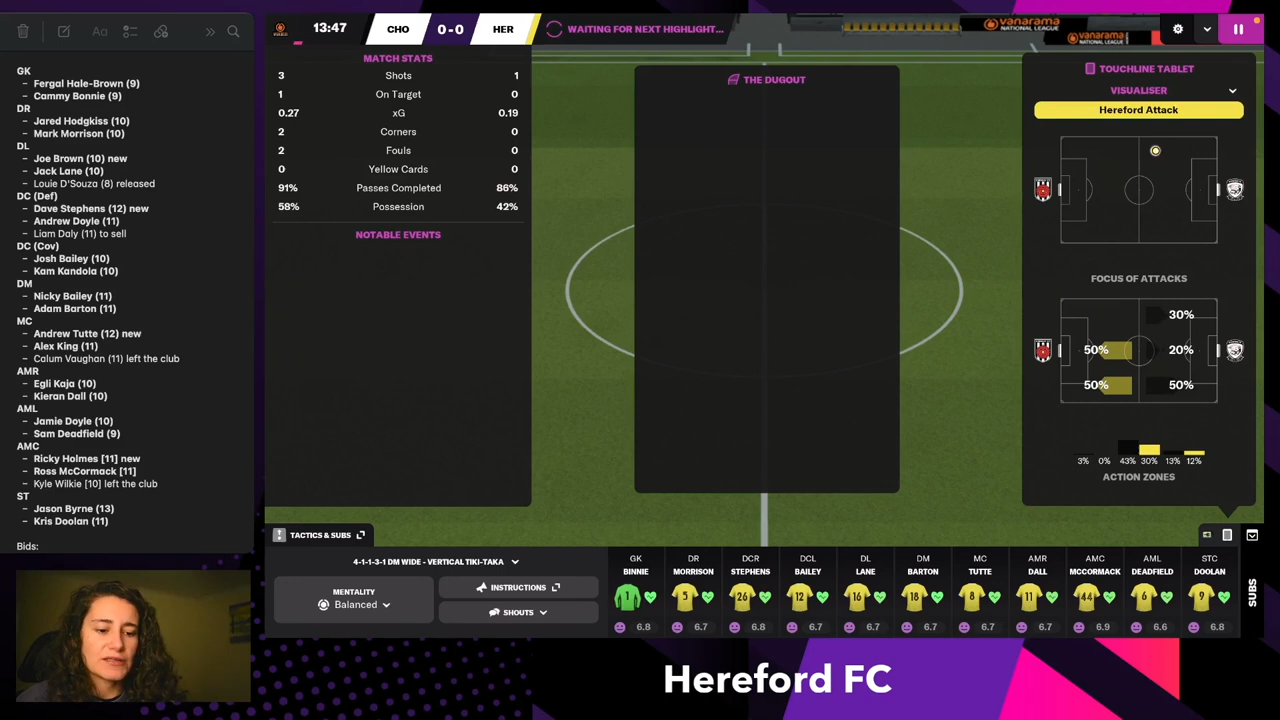 Aa
GK
– Fergal Hale-Brown (9)
– Cammy Bonnie (9)
DR
– Jared Hodgkiss (10)
– Mark Morrison (10)
DL
– Joe Brown (10) new
– Jack Lane (10)
– Louie D'Souza (8) released
DC (Def)
– Dave Stephens (12) new
– Andrew Doyle (11)
– Liam Daly (11) to sell
DC (Cov)
– Josh Bailey (10)
– Kam Kandola (10)
DM
– Nicky Bailey (11)
– Adam Barton (11)
MC
– Andrew Tutte (12) new
– Alex King (11)
– Calum Vaughan (11) left the club
AMR
– Egli Kaja (10)
– Kieran Dall (10)
AML
– Jamie Doyle (10)
– Sam Deadfield (9)
AMC
– Ricky Holmes [11] new
– Ross McCormack [11]
– Kyle Wilkie [10] left the club
ST
– Jason Byrne (13)
– Kris Doolan (11)
Bids:
13:47 CHO 0-0 HER WAITING FOR NEXT HIGHLIGHT...
vanarama
NATIONAL LEAGUE
vanarama
NATIONAL LEAGUE
MATCH STATS
3 Shots 1
1 On Target 0
0.27 xG 0.19
2 Corners 0
2 Fouls 0
0 Yellow Cards 0
91% Passes Completed 86%
58% Possession 42%
NOTABLE EVENTS
THE DUGOUT
TOUCHLINE TABLET
VISUALISER
Hereford Attack
FOCUS OF ATTACKS
30%
50% 20%
50% 50%
3% 0% 43% 30% 13% 12%
ACTION ZONES
TACTICS & SUBS
4-1-1-3-1 DM WIDE - VERTICAL TIKI-TAKA
MENTALITY
Balanced
INSTRUCTIONS
SHOUTS
GK DR DCR DCL DL DM MC AMR AMC AML STC
BINNIE MORRISON STEPHENS BAILEY LANE BARTON TUTTE DALL MCCORMACK DEADFIELD DOOLAN
1 5 26 12 16 18 8 11 44 6 9
6.8 6.7 6.8 6.7 6.7 6.7 6.7 6.7 6.9 6.6 6.8
SUBS
Hereford FC